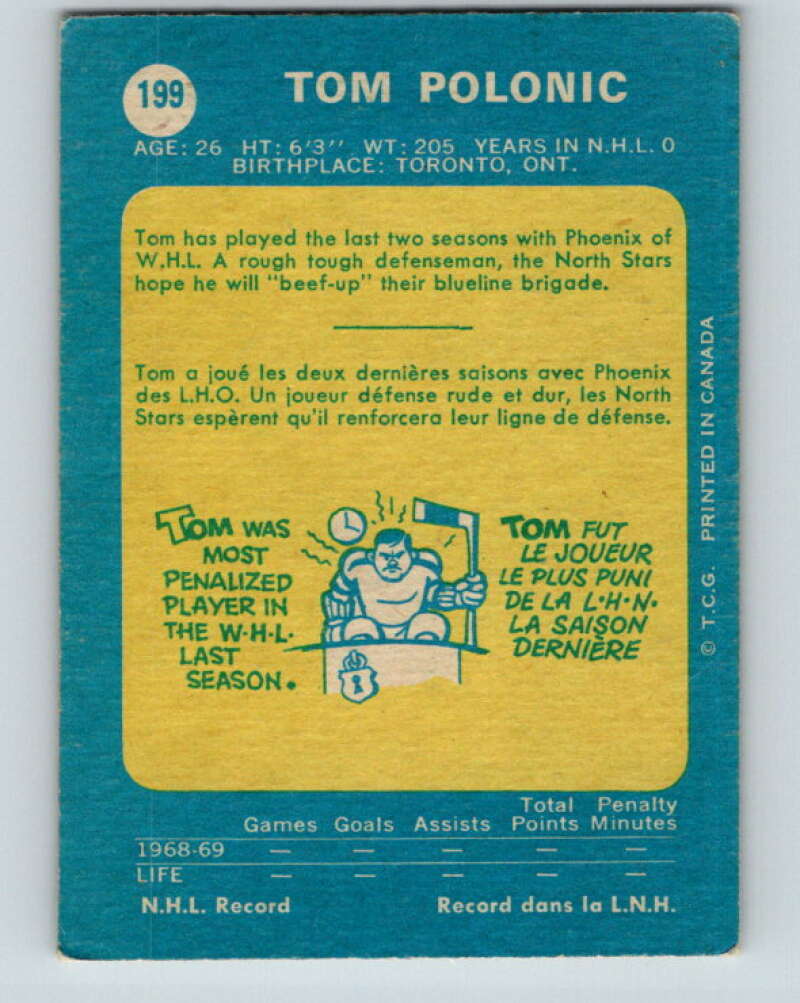 199
TOM POLONIC
AGE: 26 HT: 6'3" WT: 205 YEARS IN N.H.L. 0
BIRTHPLACE: TORONTO, ONT.
Tom has played the last two seasons with Phoenix of
W.H.L. A rough tough defenseman, the North Stars
hope he will "beef-up" their blueline brigade.
Tom a joué les deux dernières saisons avec Phoenix
des L.H.O. Un joueur défense rude et dur, les North
Stars espèrent qu'il renforcera leur ligne de défense.
TOM WAS
MOST
PENALIZED
PLAYER IN
THE W·H·L·
LAST
SEASON.
TOM FUT
LE JOUEUR
LE PLUS PUNI
DE LA L·H·N·
LA SAISON
DERNIÈRE
© T.C.G. PRINTED IN CANADA
Total Penalty
Games Goals Assists Points Minutes
1968-69 — — — — —
LIFE — — — — —
N.H.L. Record Record dans la L.N.H.